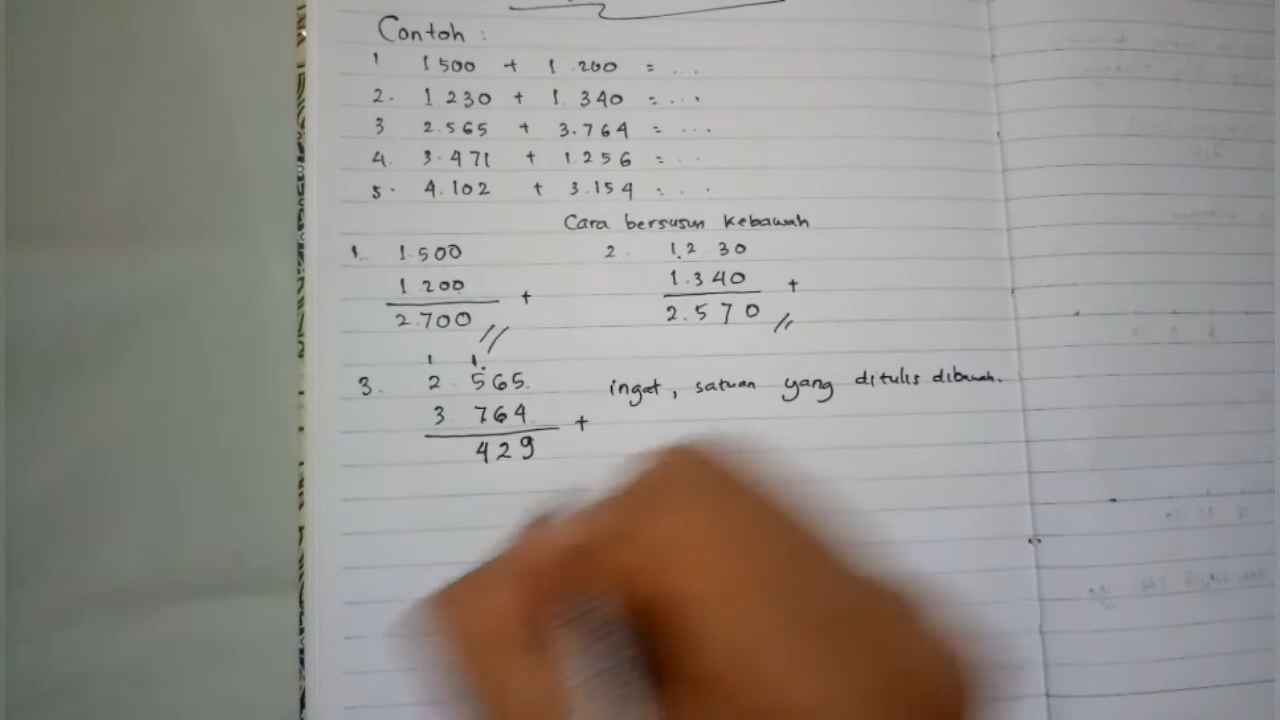 Contoh :
1 1 500 + 1.200 = ...
2. 1 230 + 1.340 = ...
3 2.565 + 3.764 = ...
4. 3.471 + 1.256 = ...
5. 4.102 + 3.154 = ...
Cara bersusun Kebawah
1. 1.500
1.200 +
2.700 //
2. 1.2 30
1.340 +
2.570 //
1 1
3. 2 565
3 764 +
429
ingat, satuan yang ditulis dibawah.